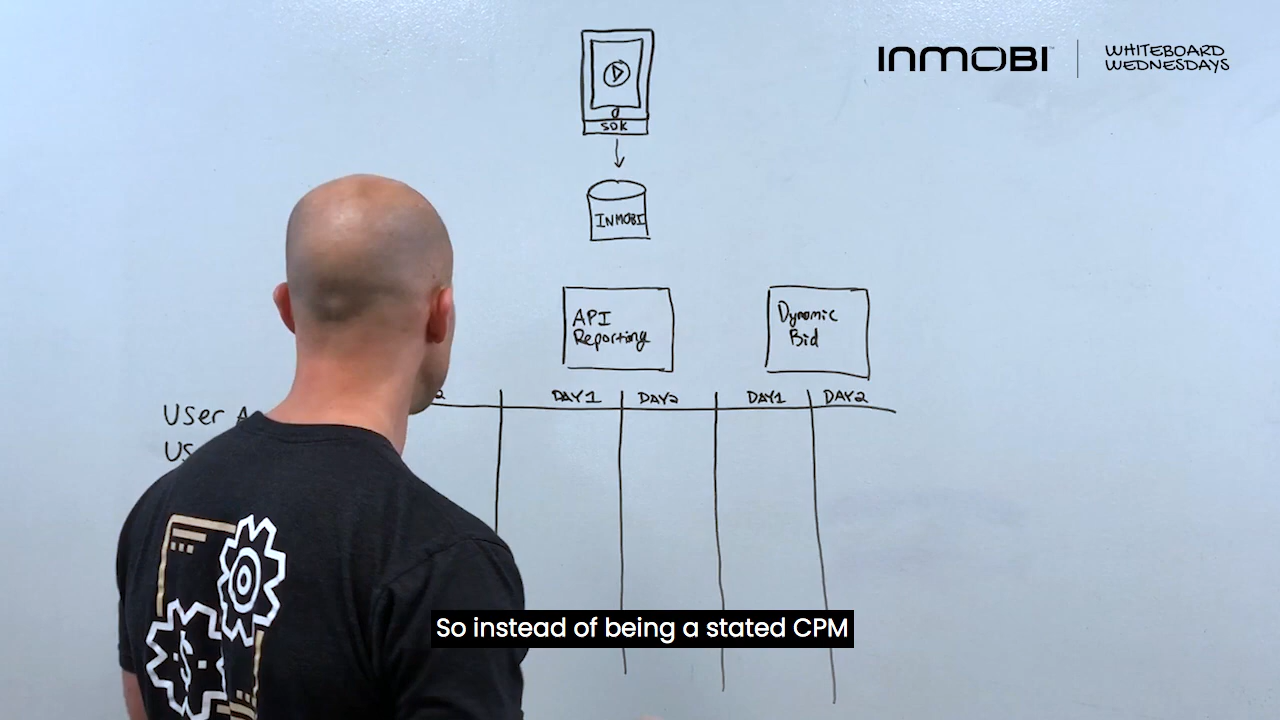 INMOBI
WHITEBOARD
WEDNESDAYS
SDK
INMOBI
API
Reporting
Dynamic
Bid
DAY1
DAY2
DAY1
DAY2
User
So instead of being a stated CPM